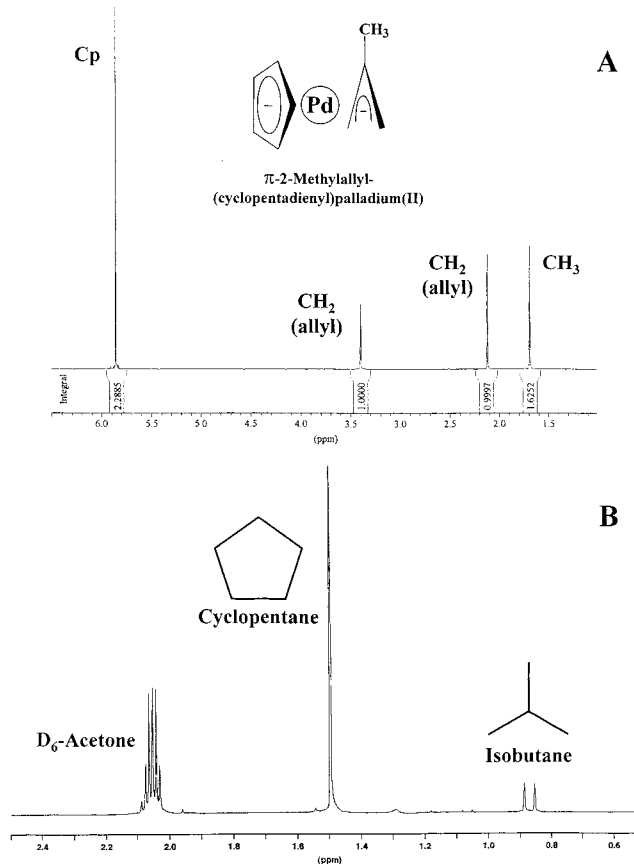 CH3
Cp
A
Pd
π-2-Methylallyl-
(cyclopentadienyl)palladium(II)
CH2
(allyl)
CH2
(allyl)
CH3
Integral
2.2885
1.0000
0.9997
1.6252
6.0 5.5 5.0 4.5 4.0 3.5 3.0 2.5 2.0 1.5
(ppm)
B
Cyclopentane
D6-Acetone
Isobutane
2.4 2.2 2.0 1.8 1.6 1.4 1.2 1.0 0.8 0.6
(ppm)